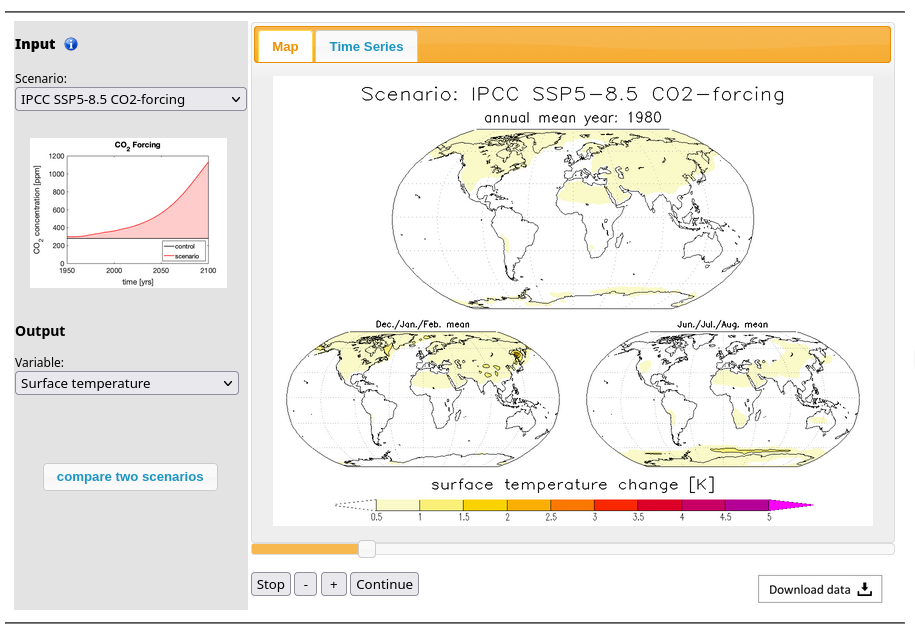 Input
Scenario:
IPCC SSP5-8.5 CO2-forcing
CO2 Forcing
CO2 concentration [ppm]
1200
1000
800
600
400
200
0
control
scenario
1950 2000 2050 2100
time [yrs]
Output
Variable:
Surface temperature
compare two scenarios
Map Time Series
Scenario: IPCC SSP5-8.5 CO2-forcing
annual mean year: 1980
Dec./Jan./Feb. mean Jun./Jul./Aug. mean
surface temperature change [K]
0.5 1 1.5 2 2.5 3 3.5 4 4.5 5
Stop - + Continue
Download data